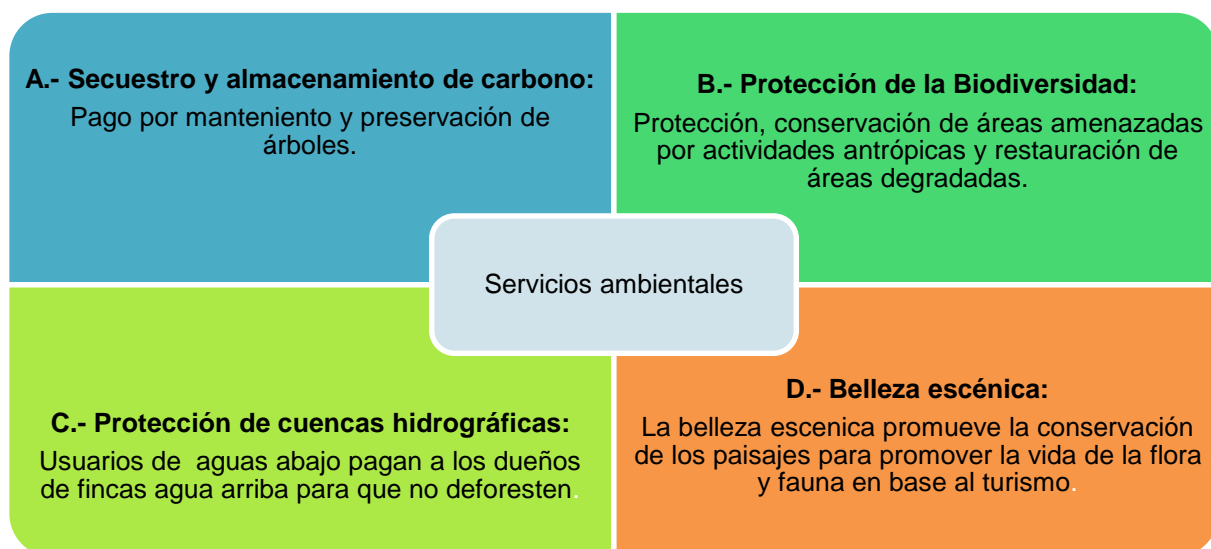 A.- Secuestro y almacenamiento de carbono:
Pago por manteniento y preservación de
árboles.
B.- Protección de la Biodiversidad:
Protección, conservación de áreas amenazadas
por actividades antrópicas y restauración de
áreas degradadas.
Servicios ambientales
C.- Protección de cuencas hidrográficas:
Usuarios de aguas abajo pagan a los dueños
de fincas agua arriba para que no deforesten.
D.- Belleza escénica:
La belleza escenica promueve la conservación
de los paisajes para promover la vida de la flora
y fauna en base al turismo.